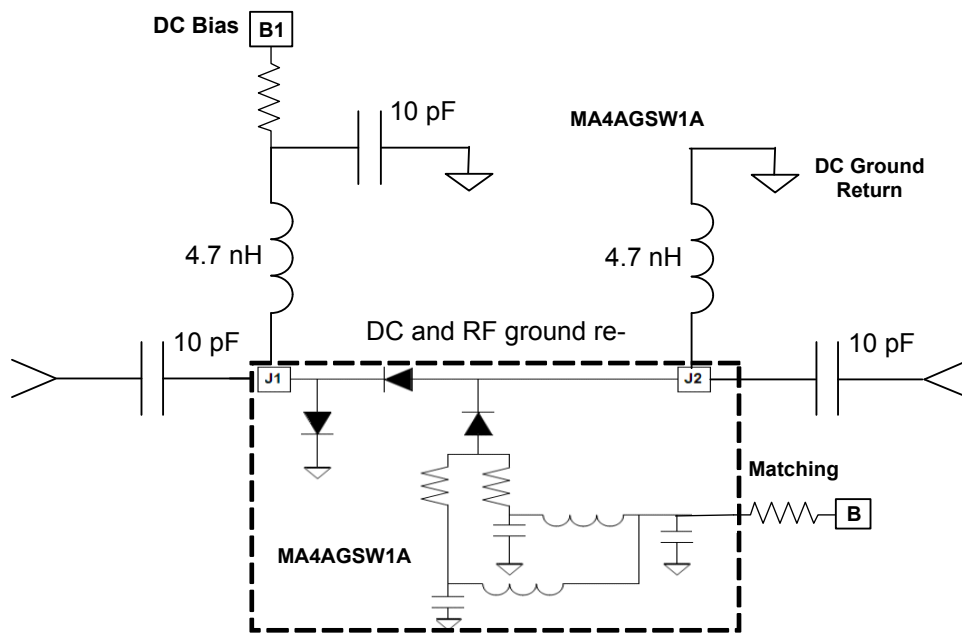 DC Bias
B1
10 pF
MA4AGSW1A
DC Ground
Return
4.7 nH
4.7 nH
DC and RF ground re-
10 pF
10 pF
J1
J2
Matching
B
MA4AGSW1A